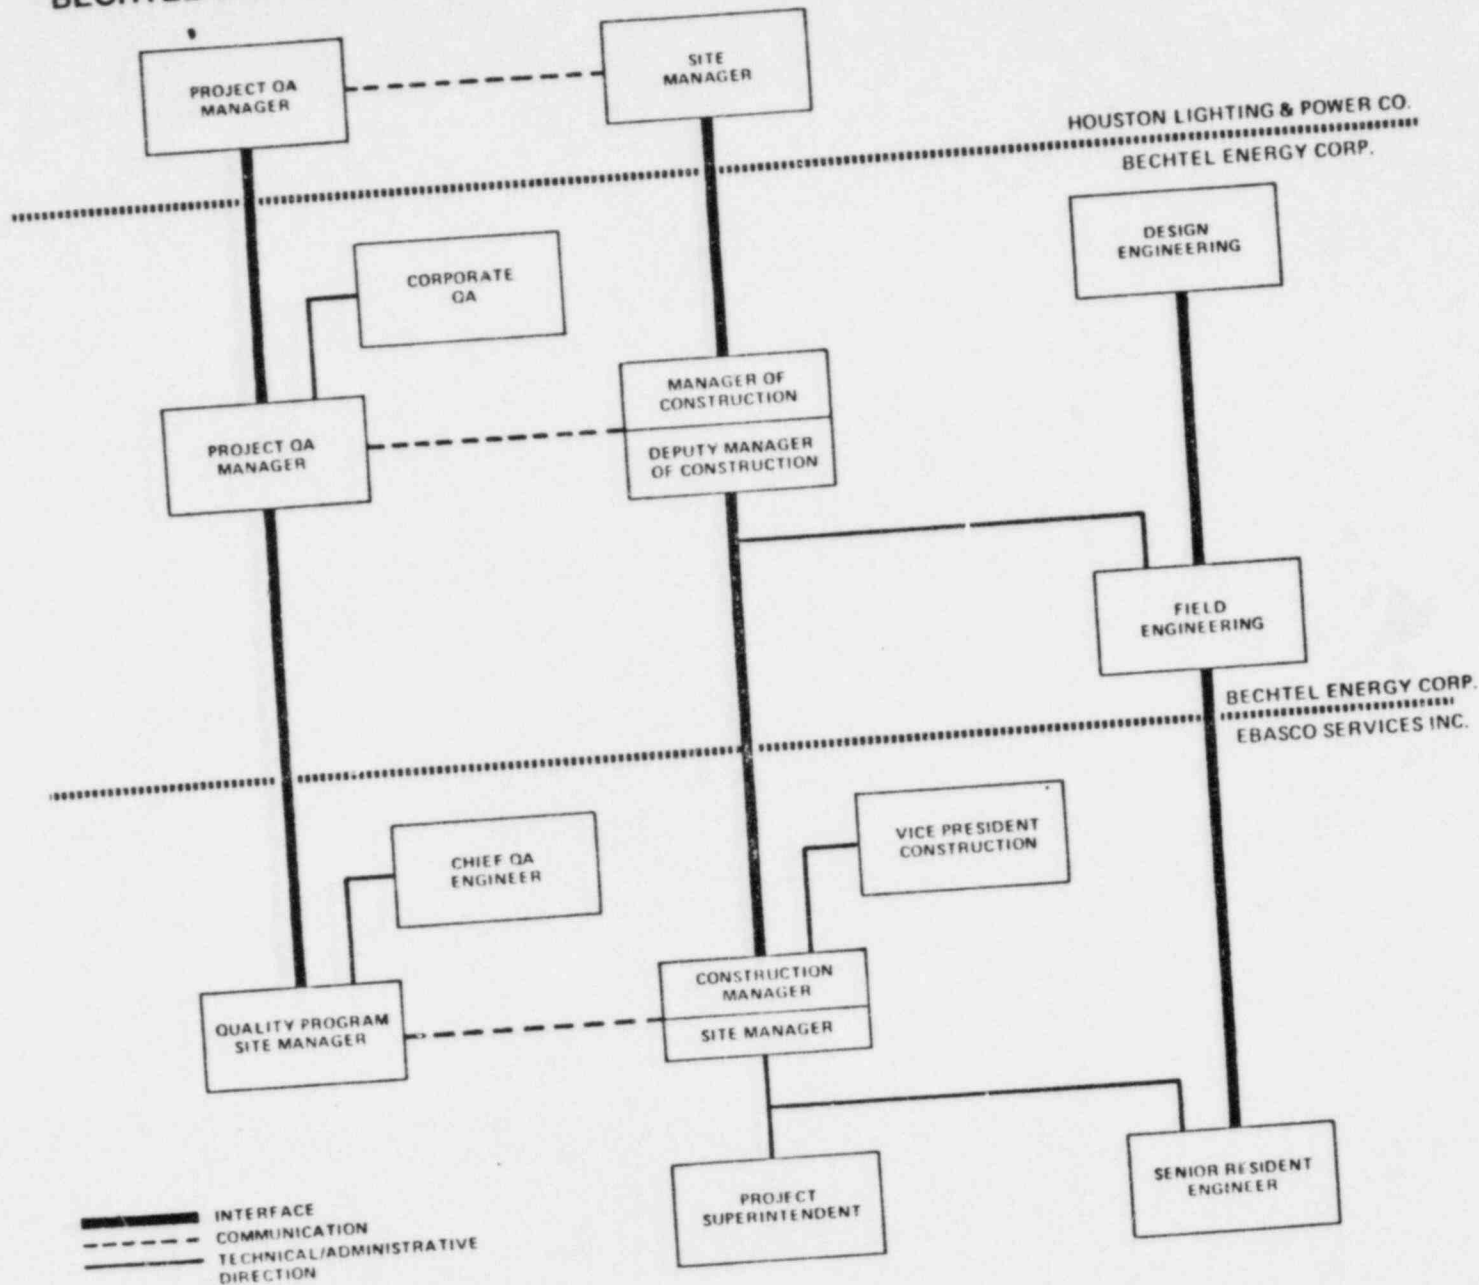 PROJECT QA
MANAGER
SITE
MANAGER
HOUSTON LIGHTING & POWER CO.
BECHTEL ENERGY CORP.
DESIGN
ENGINEERING
CORPORATE
QA
MANAGER OF
CONSTRUCTION
PROJECT QA
MANAGER
DEPUTY MANAGER
OF CONSTRUCTION
FIELD
ENGINEERING
BECHTEL ENERGY CORP.
EBASCO SERVICES INC.
CHIEF QA
ENGINEER
VICE PRESIDENT
CONSTRUCTION
QUALITY PROGRAM
SITE MANAGER
CONSTRUCTION
MANAGER
SITE MANAGER
PROJECT
SUPERINTENDENT
SENIOR RESIDENT
ENGINEER
INTERFACE
COMMUNICATION
TECHNICAL/ADMINISTRATIVE
DIRECTION